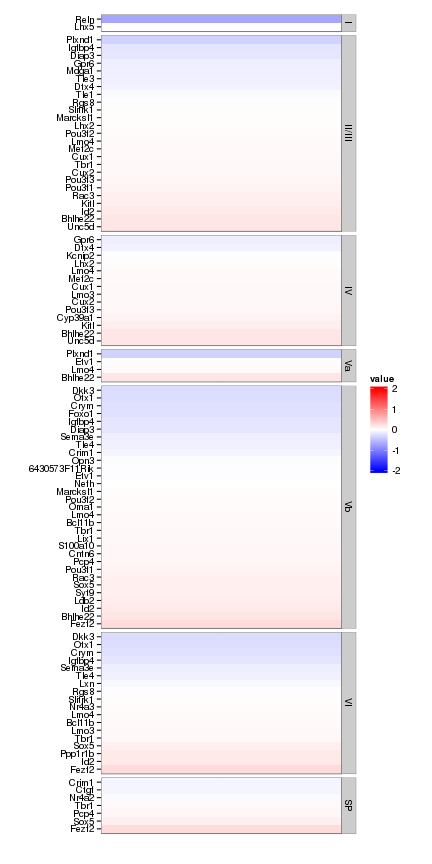 Reln
Lhx5
I
Plxnd1
Igfbp4
Diap3
Gpr6
Mdga1
Tle3
Dtx4
Tle1
Rgs8
Slitrk1
Marcksl1
Lhx2
Pou3f2
Lmo4
Mef2c
Cux1
Tbr1
Cux2
Pou3f3
Pou3f1
Rac3
Kitl
Id2
Bhlhe22
Unc5d
II/III
Gpr6
Dtx4
Kcnip2
Lhx2
Lmo4
Mef2c
Cux1
Lmo3
Cux2
Pou3f3
Cyp39a1
Kitl
Bhlhe22
Unc5d
IV
Plxnd1
Etv1
Lmo4
Bhlhe22
Va
Dkk3
Otx1
Crym
Foxo1
Igfbp4
Diap3
Sema3e
Tle4
Crim1
Opn3
6430573F11Rik
Etv1
Nefh
Marcksl1
Pou3f2
Oma1
Lmo4
Bcl11b
Tbr1
Lix1
S100a10
Cntn6
Pcp4
Pou3f1
Rac3
Sox5
Syt9
Ldb2
Id2
Bhlhe22
Fezf2
Vb
Dkk3
Otx1
Crym
Igfbp4
Sema3e
Tle4
Lxn
Rgs8
Slitrk1
Nr4a3
Lmo4
Bcl11b
Lmo3
Tbr1
Sox5
Ppp1r1b
Id2
Fezf2
VI
Crim1
Ctgf
Nr4a2
Tbr1
Pcp4
Sox5
Fezf2
SP
value
2
1
0
-1
-2